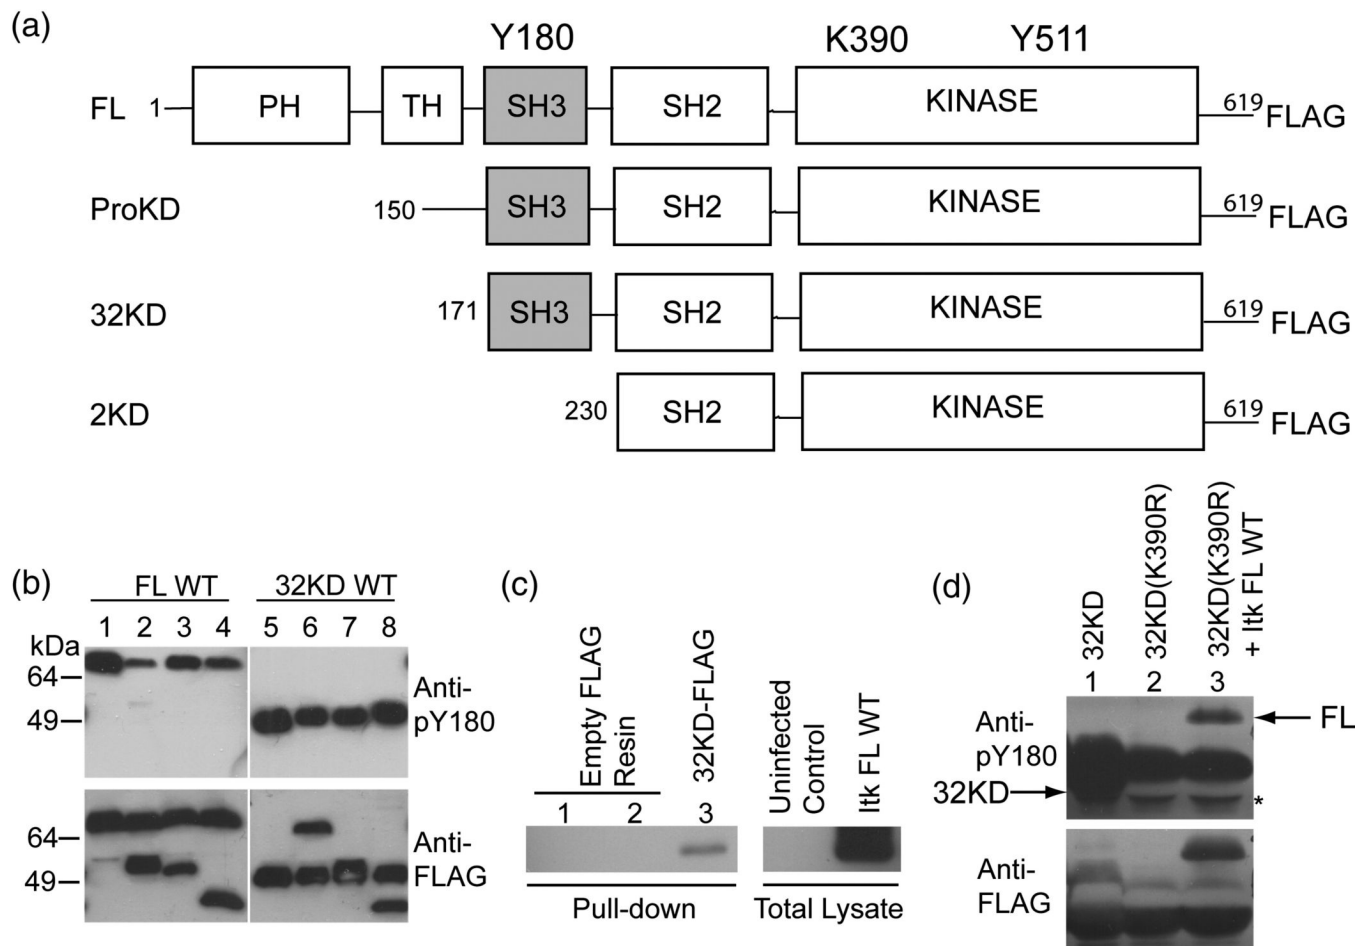 (a)
Y180 K390 Y511
FL 1 PH TH SH3 SH2 KINASE 619 FLAG
ProKD 150 SH3 SH2 KINASE 619 FLAG
32KD 171 SH3 SH2 KINASE 619 FLAG
2KD 230 SH2 KINASE 619 FLAG
(b)
FL WT 32KD WT
1 2 3 4 5 6 7 8
kDa
64
49
Anti-
pY180
64
49
Anti-
FLAG
(c)
Empty FLAG
Resin
32KD-FLAG
1 2 3
Pull-down
Uninfected
Control
Itk FL WT
Total Lysate
(d)
32KD
32KD(K390R)
32KD(K390R)
+ Itk FL WT
1 2 3
Anti-
pY180
FL
32KD
*
Anti-
FLAG